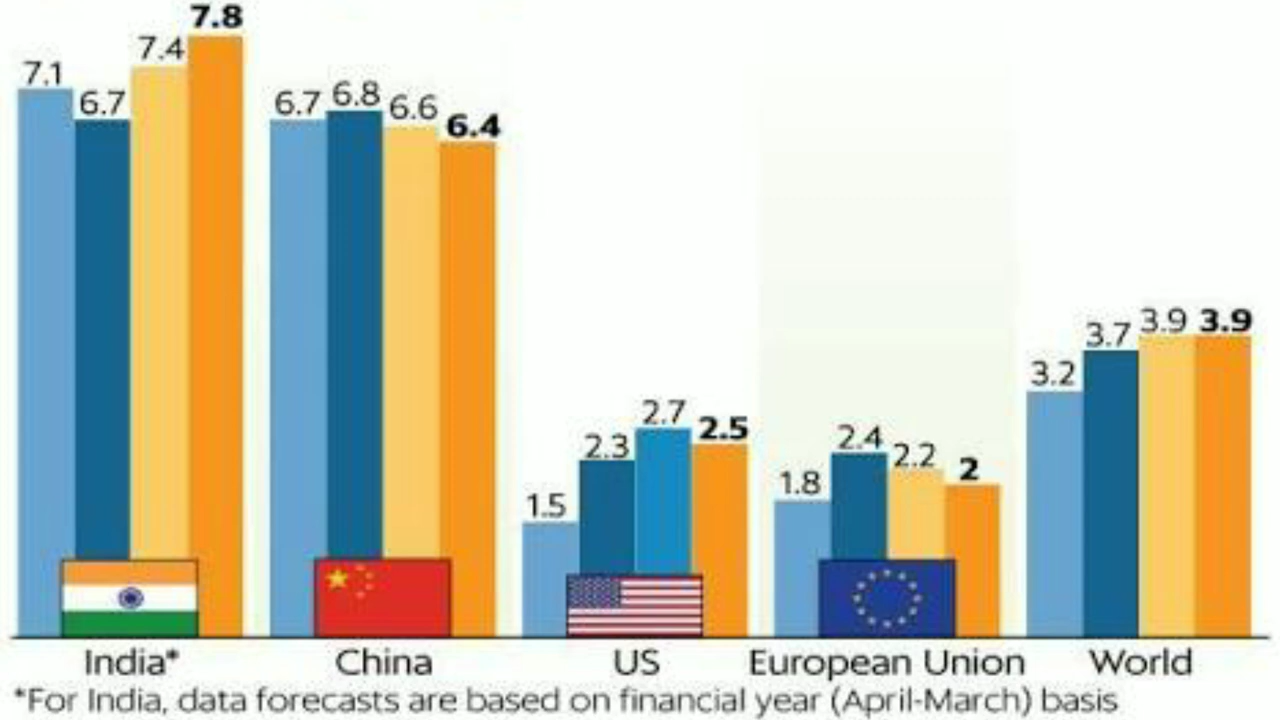 7.1 6.7 7.4 7.8
6.7 6.8 6.6 6.4
1.5 2.3 2.7 2.5
1.8 2.4 2.2 2
3.2 3.7 3.9 3.9
India* China US European Union World
*For India, data forecasts are based on financial year (April-March) basis